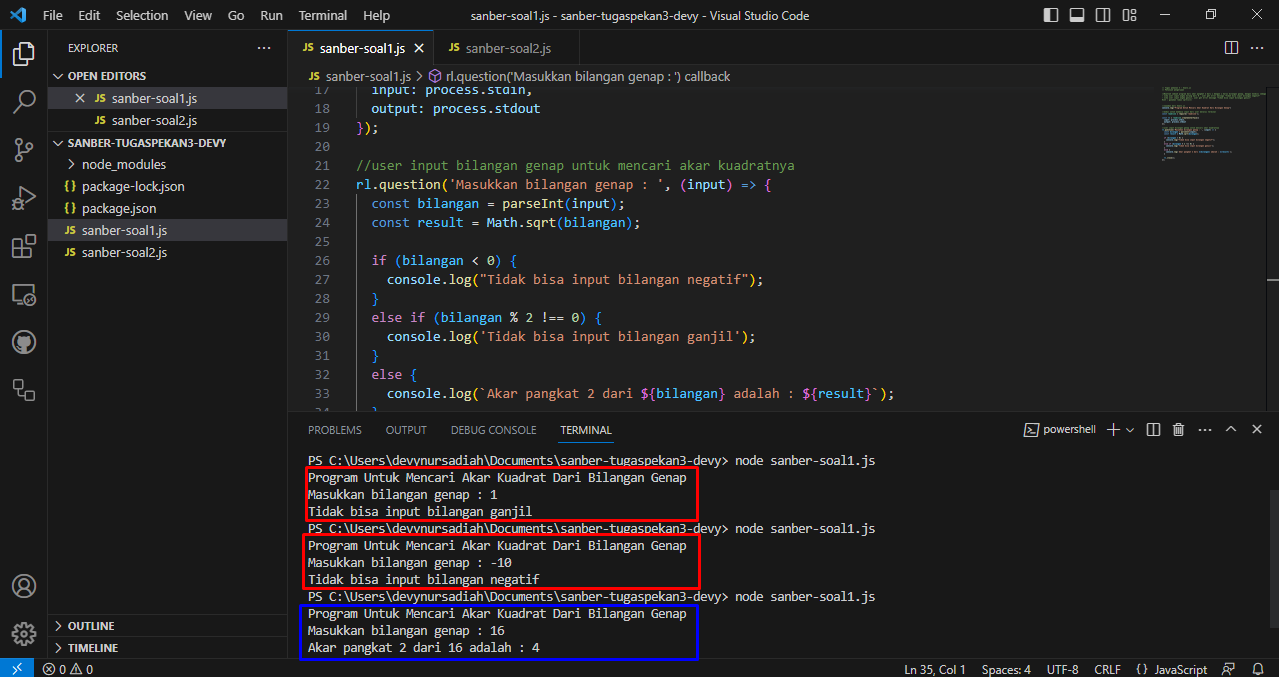 File Edit Selection View Go Run Terminal Help sanber-soal1.js - sanber-tugaspekan3-devy - Visual Studio Code
EXPLORER
OPEN EDITORS
JS sanber-soal1.js
JS sanber-soal2.js
SANBER-TUGASPEKAN3-DEVY
node_modules
{} package-lock.json
{} package.json
JS sanber-soal1.js
JS sanber-soal2.js
OUTLINE
TIMELINE
JS sanber-soal1.js JS sanber-soal2.js
JS sanber-soal1.js > rl.question('Masukkan bilangan genap : ') callback
17 input: process.stdin,
18 output: process.stdout
19 });
20
21 //user input bilangan genap untuk mencari akar kuadratnya
22 rl.question('Masukkan bilangan genap : ', (input) => {
23 const bilangan = parseInt(input);
24 const result = Math.sqrt(bilangan);
25
26 if (bilangan < 0) {
27 console.log("Tidak bisa input bilangan negatif");
28 }
29 else if (bilangan % 2 !== 0) {
30 console.log('Tidak bisa input bilangan ganjil');
31 }
32 else {
33 console.log(`Akar pangkat 2 dari ${bilangan} adalah : ${result}`);
34 }
PROBLEMS OUTPUT DEBUG CONSOLE TERMINAL powershell
PS C:\Users\devynursadiah\Documents\sanber-tugaspekan3-devy> node sanber-soal1.js
Program Untuk Mencari Akar Kuadrat Dari Bilangan Genap
Masukkan bilangan genap : 1
Tidak bisa input bilangan ganjil
PS C:\Users\devynursadiah\Documents\sanber-tugaspekan3-devy> node sanber-soal1.js
Program Untuk Mencari Akar Kuadrat Dari Bilangan Genap
Masukkan bilangan genap : -10
Tidak bisa input bilangan negatif
PS C:\Users\devynursadiah\Documents\sanber-tugaspekan3-devy> node sanber-soal1.js
Program Untuk Mencari Akar Kuadrat Dari Bilangan Genap
Masukkan bilangan genap : 16
Akar pangkat 2 dari 16 adalah : 4
0 0 Ln 35, Col 1 Spaces: 4 UTF-8 CRLF {} JavaScript